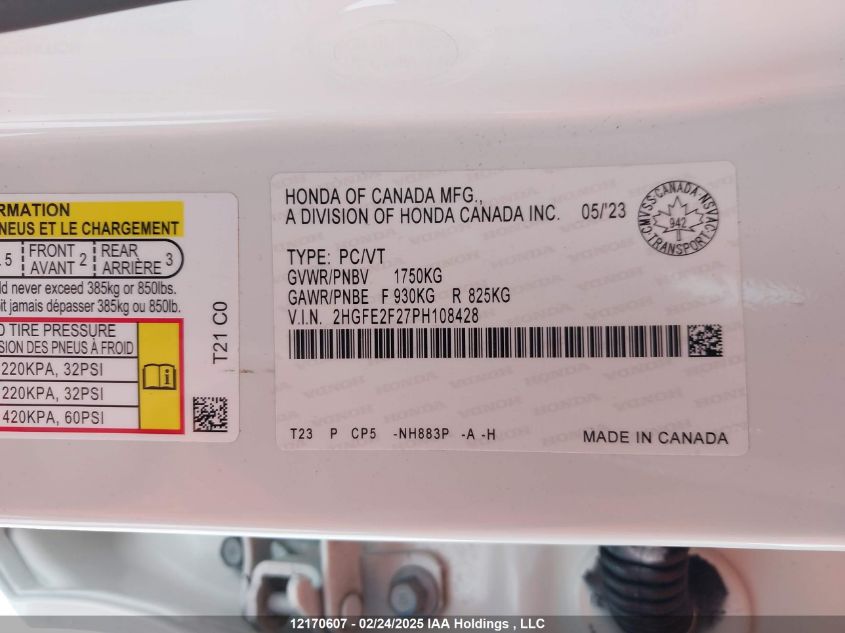 RMATION
NEUS ET LE CHARGEMENT
5 FRONT AVANT 2 REAR ARRIÈRE 3
ld never exceed 385kg or 850lbs.
oit jamais dépasser 385kg ou 850lb.
D TIRE PRESSURE
SION DES PNEUS À FROID
220KPA, 32PSI
220KPA, 32PSI
420KPA, 60PSI
T21 C0
HONDA OF CANADA MFG.,
A DIVISION OF HONDA CANADA INC. 05/'23
CMVSS CANADA NSVAC
942
TRANSPORT
TYPE: PC/VT
GVWR/PNBV 1750KG
GAWR/PNBE F 930KG R 825KG
V.I.N. 2HGFE2F27PH108428
T23 P CP5 -NH883P -A -H
MADE IN CANADA
12170607 - 02/24/2025 IAA Holdings , LLC